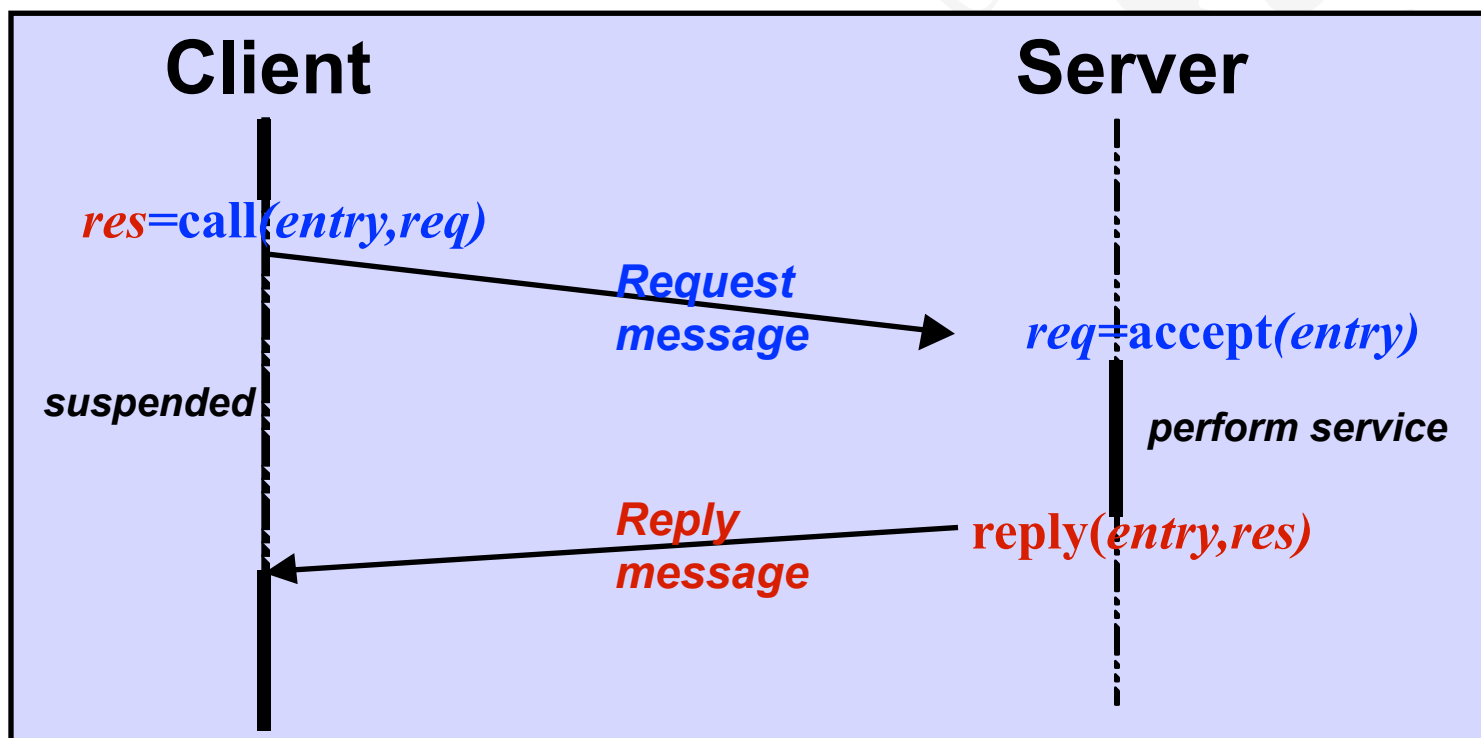 Client
Server
res=call(entry,req)
Request
message
req=accept(entry)
suspended
perform service
Reply
message
reply(entry,res)